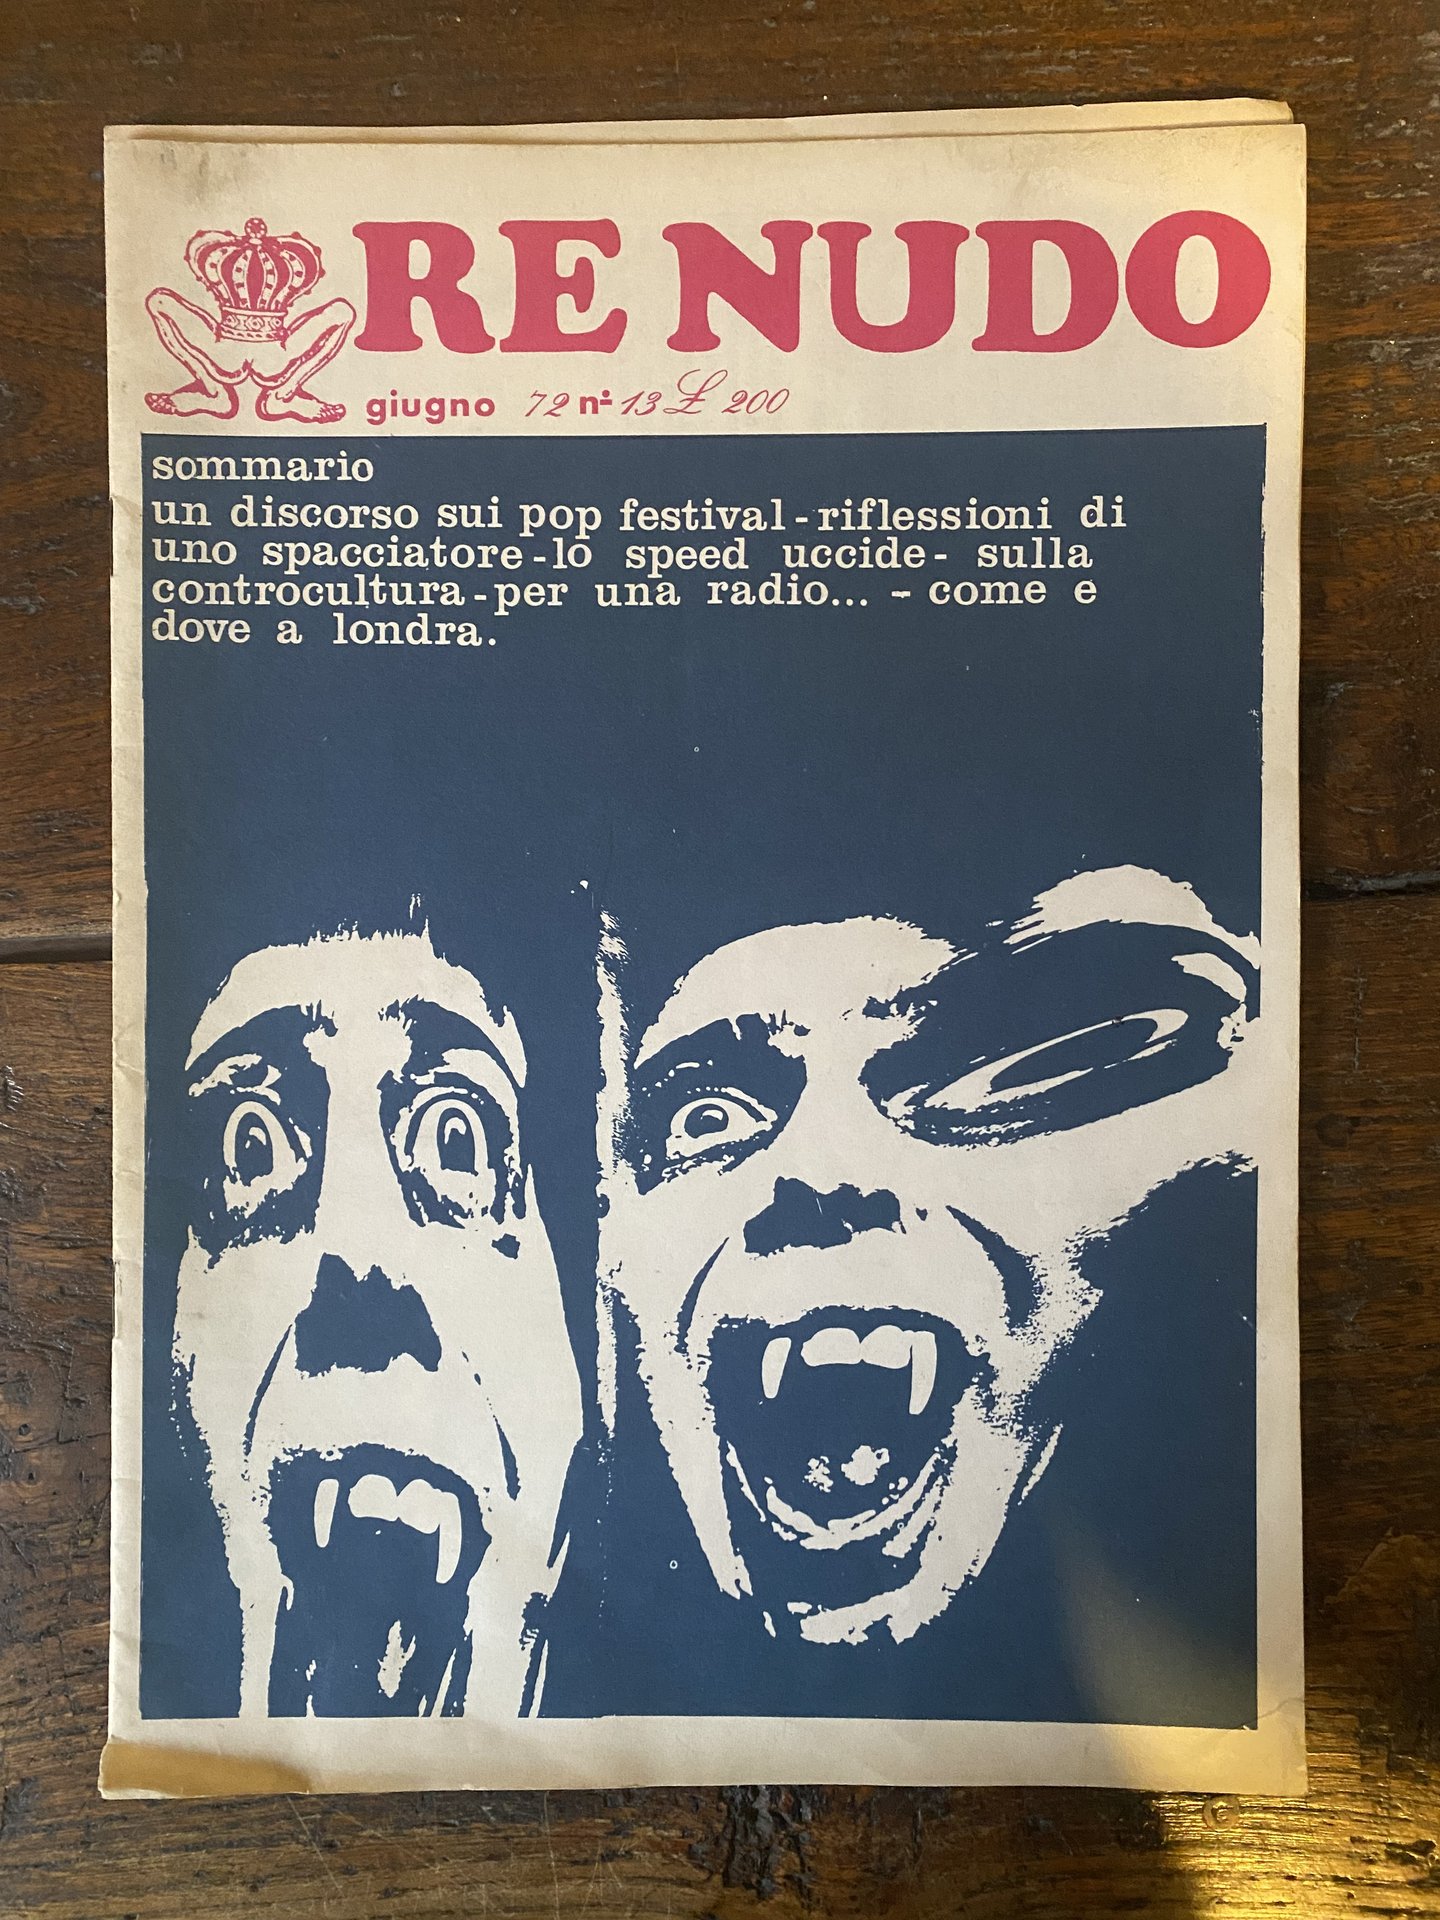 RE NUDO
giugno 72 n° 13 £ 200
sommario
un discorso sui pop festival-riflessioni di
uno spacciatore-lo speed uccide- sulla
controcultura-per una radio... - come e
dove a londra.